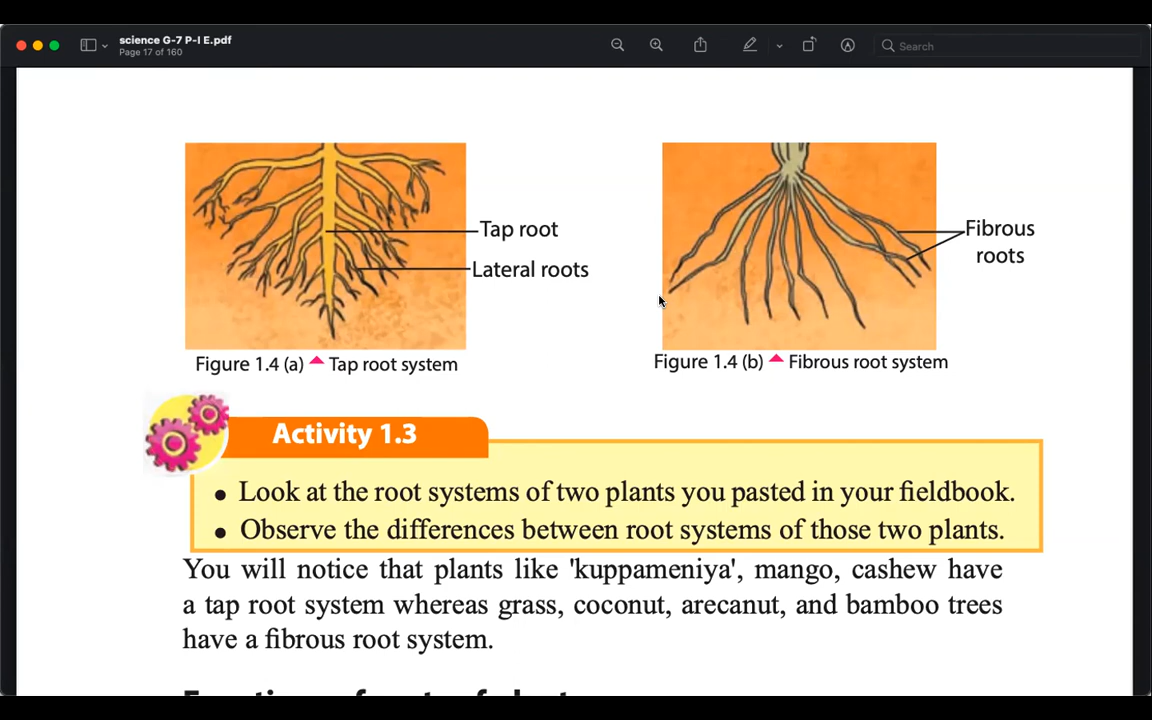 science G-7 P-I E.pdf
Page 17 of 160
Search
Tap root
Lateral roots
Fibrous
roots
Figure 1.4 (a) Tap root system
Figure 1.4 (b) Fibrous root system
Activity 1.3
• Look at the root systems of two plants you pasted in your fieldbook.
• Observe the differences between root systems of those two plants.
You will notice that plants like 'kuppameniya', mango, cashew have
a tap root system whereas grass, coconut, arecanut, and bamboo trees
have a fibrous root system.